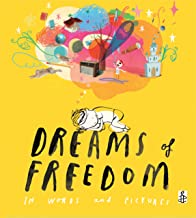 DREAMS of
FREEDOM
IN WORDS and PICTURES